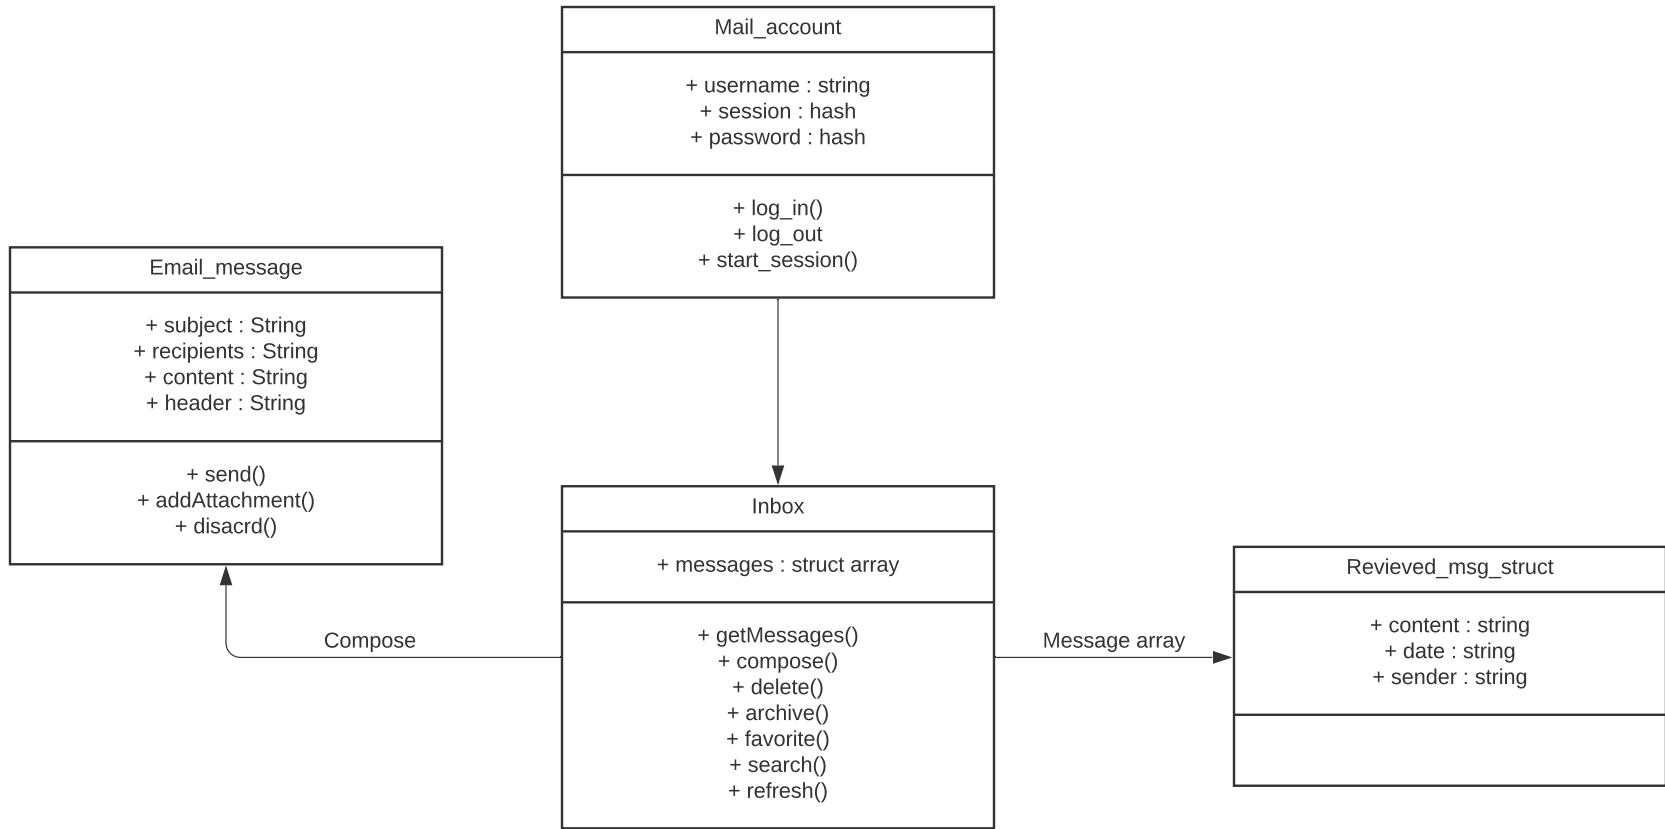 Mail_account
+ username : string
+ session : hash
+ password : hash
+ log_in()
+ log_out
+ start_session()
Email_message
+ subject : String
+ recipients : String
+ content : String
+ header : String
+ send()
+ addAttachment()
+ disacrd()
Compose
Inbox
+ messages : struct array
+ getMessages()
+ compose()
+ delete()
+ archive()
+ favorite()
+ search()
+ refresh()
Message array
Revieved_msg_struct
+ content : string
+ date : string
+ sender : string